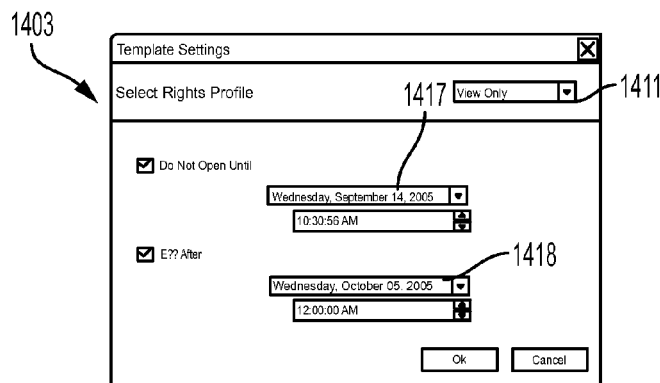 1403
Template Settings
Select Rights Profile
1417
View Only
1411
Do Not Open Until
Wednesday, September 14, 2005
10:30:56 AM
E?? After
1418
Wednesday, October 05. 2005
12:00:00 AM
Ok
Cancel